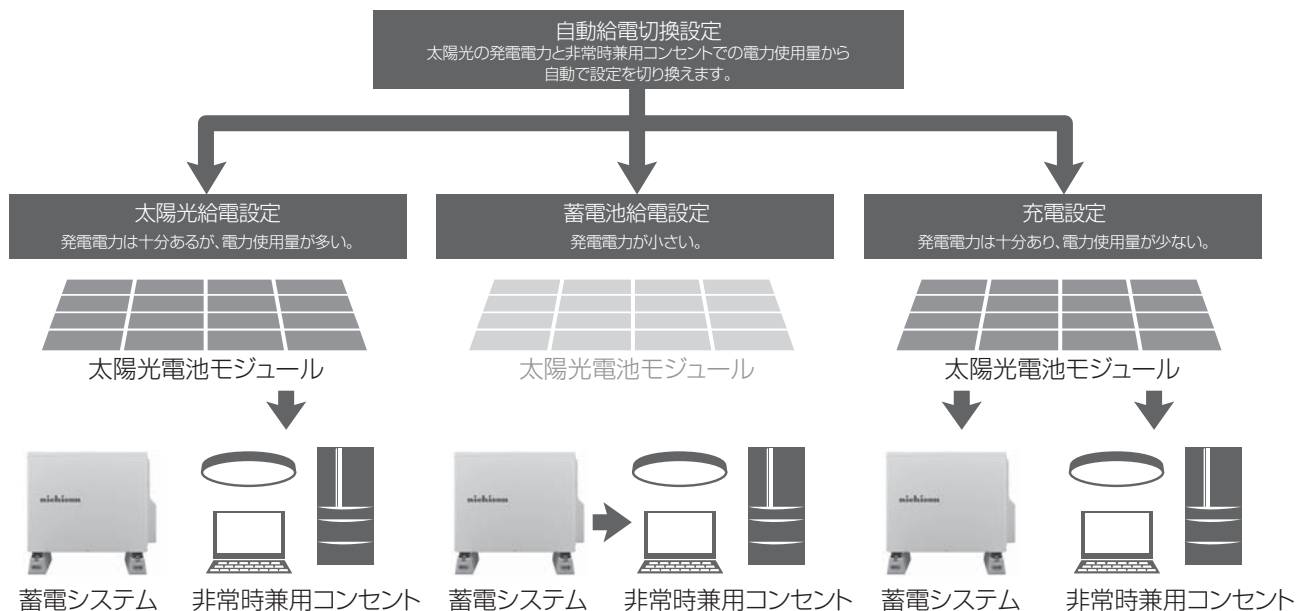 自動給電切換設定
太陽光の発電電力と非常時兼用コンセントでの電力使用量から
自動で設定を切り換えます。
太陽光給電設定
発電電力は十分あるが、電力使用量が多い。
蓄電池給電設定
発電電力が小さい。
充電設定
発電電力は十分あり、電力使用量が少ない。
太陽光電池モジュール
太陽光電池モジュール
太陽光電池モジュール
nichicon
nichicon
nichicon
蓄電システム
非常時兼用コンセント
蓄電システム
非常時兼用コンセント
蓄電システム
非常時兼用コンセント